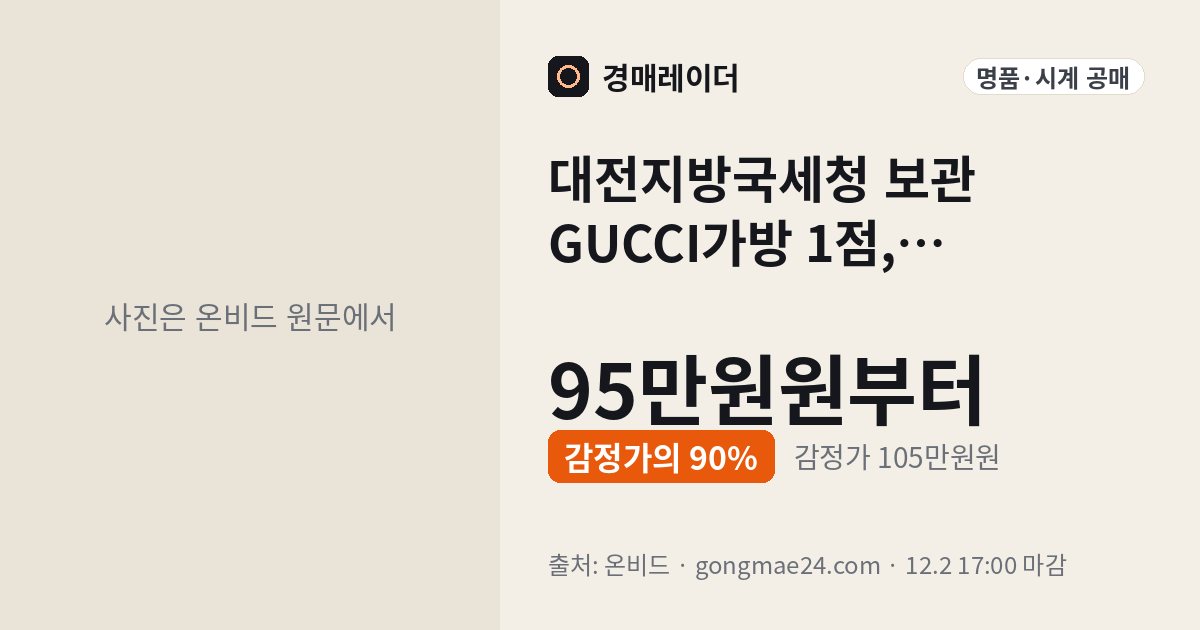 사진은 온비드 원문에서
경매레이더
명품·시계 공매
대전지방국세청 보관
GUCCI가방 1점,…
95만원원부터
감정가의 90%
감정가 105만원원
출처: 온비드 · gongmae24.com · 12.2 17:00 마감